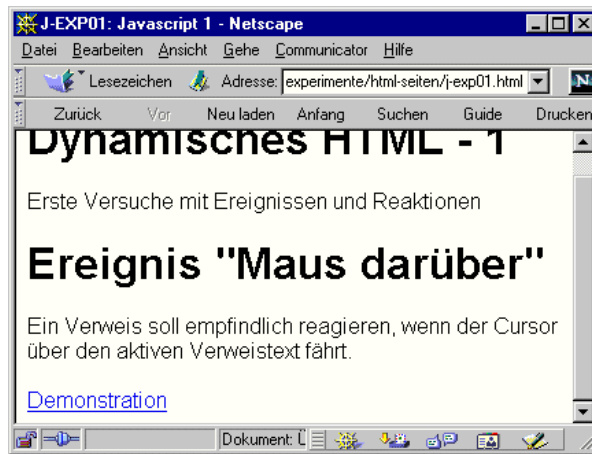 J-EXP01: Javascript 1 - Netscape
Datei Bearbeiten Ansicht Gehe Communicator Hilfe
Lesezeichen Adresse: experimente/html-seiten/j-exp01.html N
Zurück Vor Neu laden Anfang Suchen Guide Drucken
Dynamisches HTML - 1
Erste Versuche mit Ereignissen und Reaktionen
Ereignis "Maus darüber"
Ein Verweis soll empfindlich reagieren, wenn der Cursor
über den aktiven Verweistext fährt.
Demonstration
Dokument: Ü